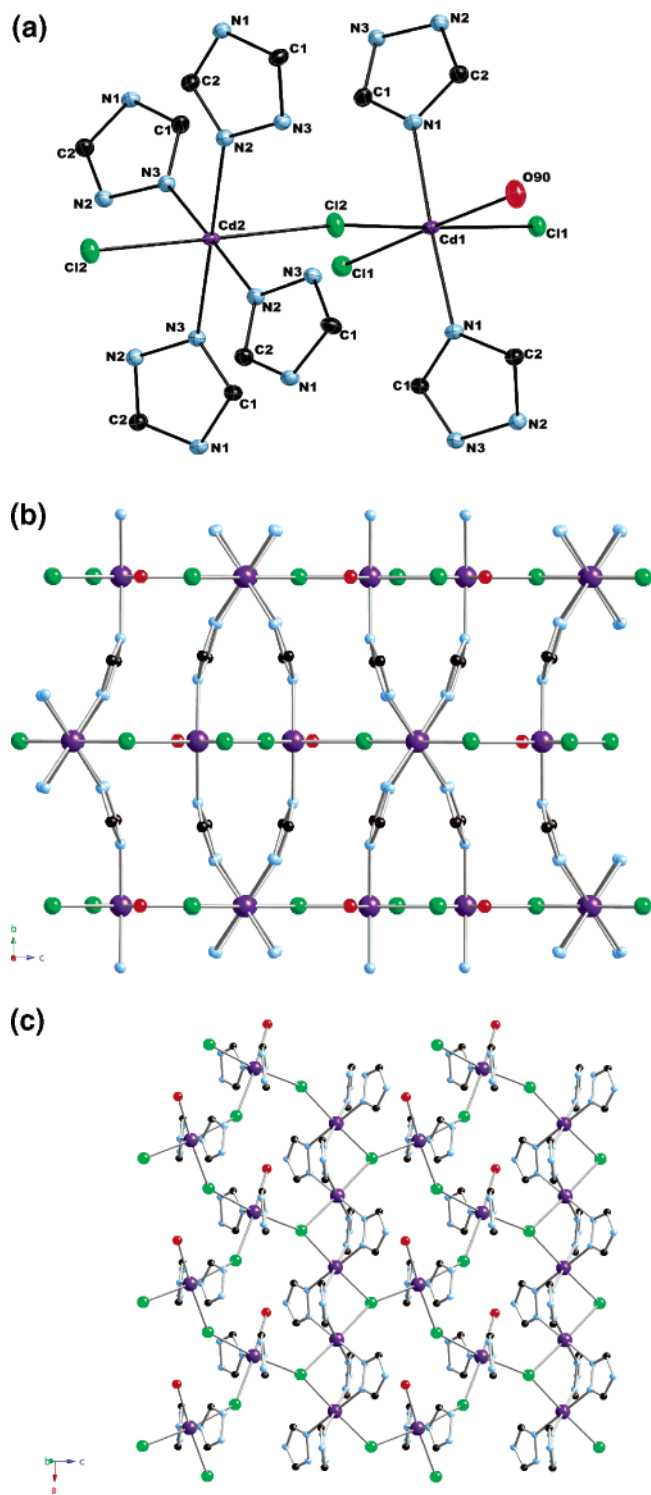 (a)
N1 C1 C2 N3 N2
N1 C1 C2 N3 N2
N3 N2 C1 C2 N1
O90
Cl2 Cd2 Cl2 Cd1 Cl1 Cl1
N3 N2 N3 C2 C1 N1
N2 N3 C2 C1 N1
N1 C1 C2 N3 N2
(b)
b
a c
(c)
b c
a